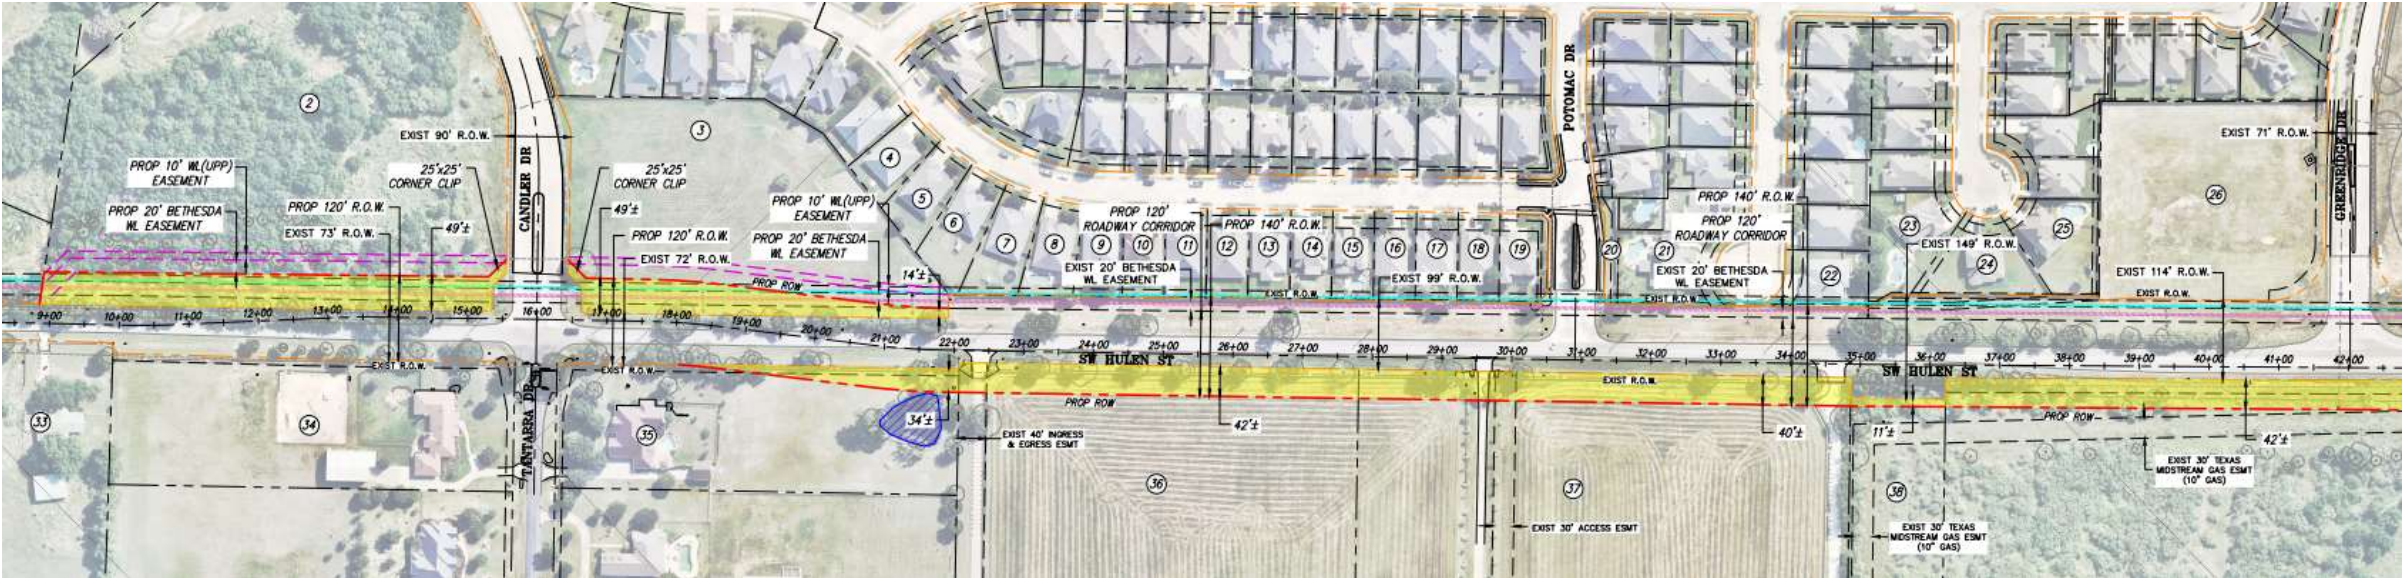 2
EXIST 90' R.O.W.
CANDLER DR
3
PROP 10' WL(UPP)
EASEMENT
25'x25'
CORNER CLIP
25'x25'
CORNER CLIP
PROP 20' BETHESDA
WL EASEMENT
PROP 120' R.O.W.
EXIST 73' R.O.W.
49'±
49'±
PROP 120' R.O.W.
EXIST 72' R.O.W.
PROP 10' WL(UPP)
EASEMENT
PROP 20' BETHESDA
WL EASEMENT
PROP ROW
14'±
4
5
6
7
8
9
10
11
12
13
14
15
16
17
18
19
20
21
22
23
24
25
26
PROP 120'
ROADWAY CORRIDOR
PROP 140' R.O.W.
EXIST 20' BETHESDA
WL EASEMENT
EXIST R.O.W.
EXIST 99' R.O.W.
POTOMAC DR
PROP 140' R.O.W.
PROP 120'
ROADWAY CORRIDOR
EXIST 20' BETHESDA
WL EASEMENT
EXIST R.O.W.
EXIST 149' R.O.W.
EXIST 114' R.O.W.
EXIST R.O.W.
EXIST 71' R.O.W.
GREENRIDGE DR
9+00
10+00
11+00
12+00
13+00
14+00
15+00
16+00
17+00
18+00
19+00
20+00
21+00
22+00
23+00
24+00
25+00
26+00
27+00
28+00
29+00
30+00
31+00
32+00
33+00
34+00
35+00
36+00
37+00
38+00
39+00
40+00
41+00
42+00
SW HULEN ST
SW HULEN ST
EXIST R.O.W.
EXIST R.O.W.
EXIST R.O.W.
33
34
TANTARRA DR
35
34'±
PROP ROW
EXIST 40' INGRESS
& EGRESS ESMT
42'±
36
37
EXIST 30' ACCESS ESMT
40'±
11'±
PROP ROW
42'±
38
EXIST 30' TEXAS
MIDSTREAM GAS ESMT
(10" GAS)
EXIST 30' TEXAS
MIDSTREAM GAS ESMT
(10" GAS)